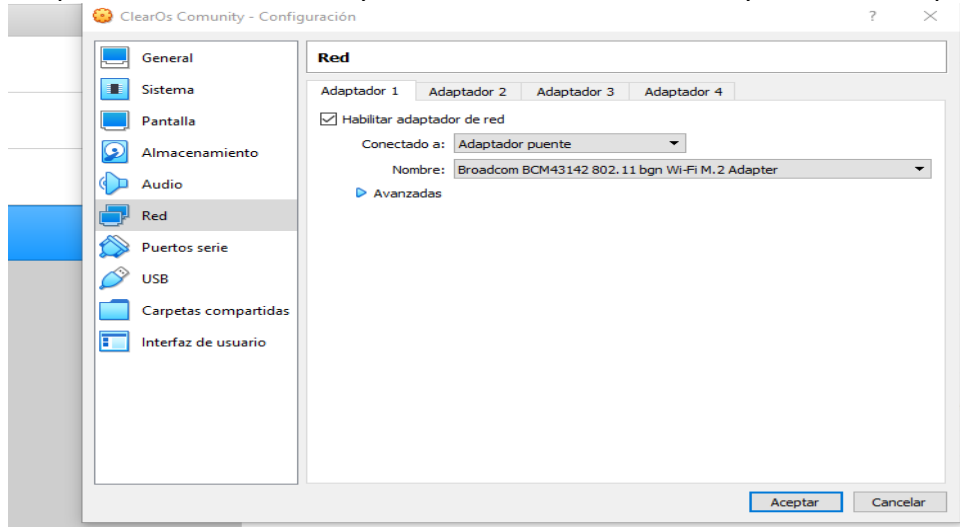 ClearOs Comunity - Configuración ?
General
Sistema
Pantalla
Almacenamiento
Audio
Red
Puertos serie
USB
Carpetas compartidas
Interfaz de usuario
Red
Adaptador 1 Adaptador 2 Adaptador 3 Adaptador 4
Habilitar adaptador de red
Conectado a: Adaptador puente
Nombre: Broadcom BCM43142 802.11 bgn Wi-Fi M.2 Adapter
Avanzadas
Aceptar Cancelar